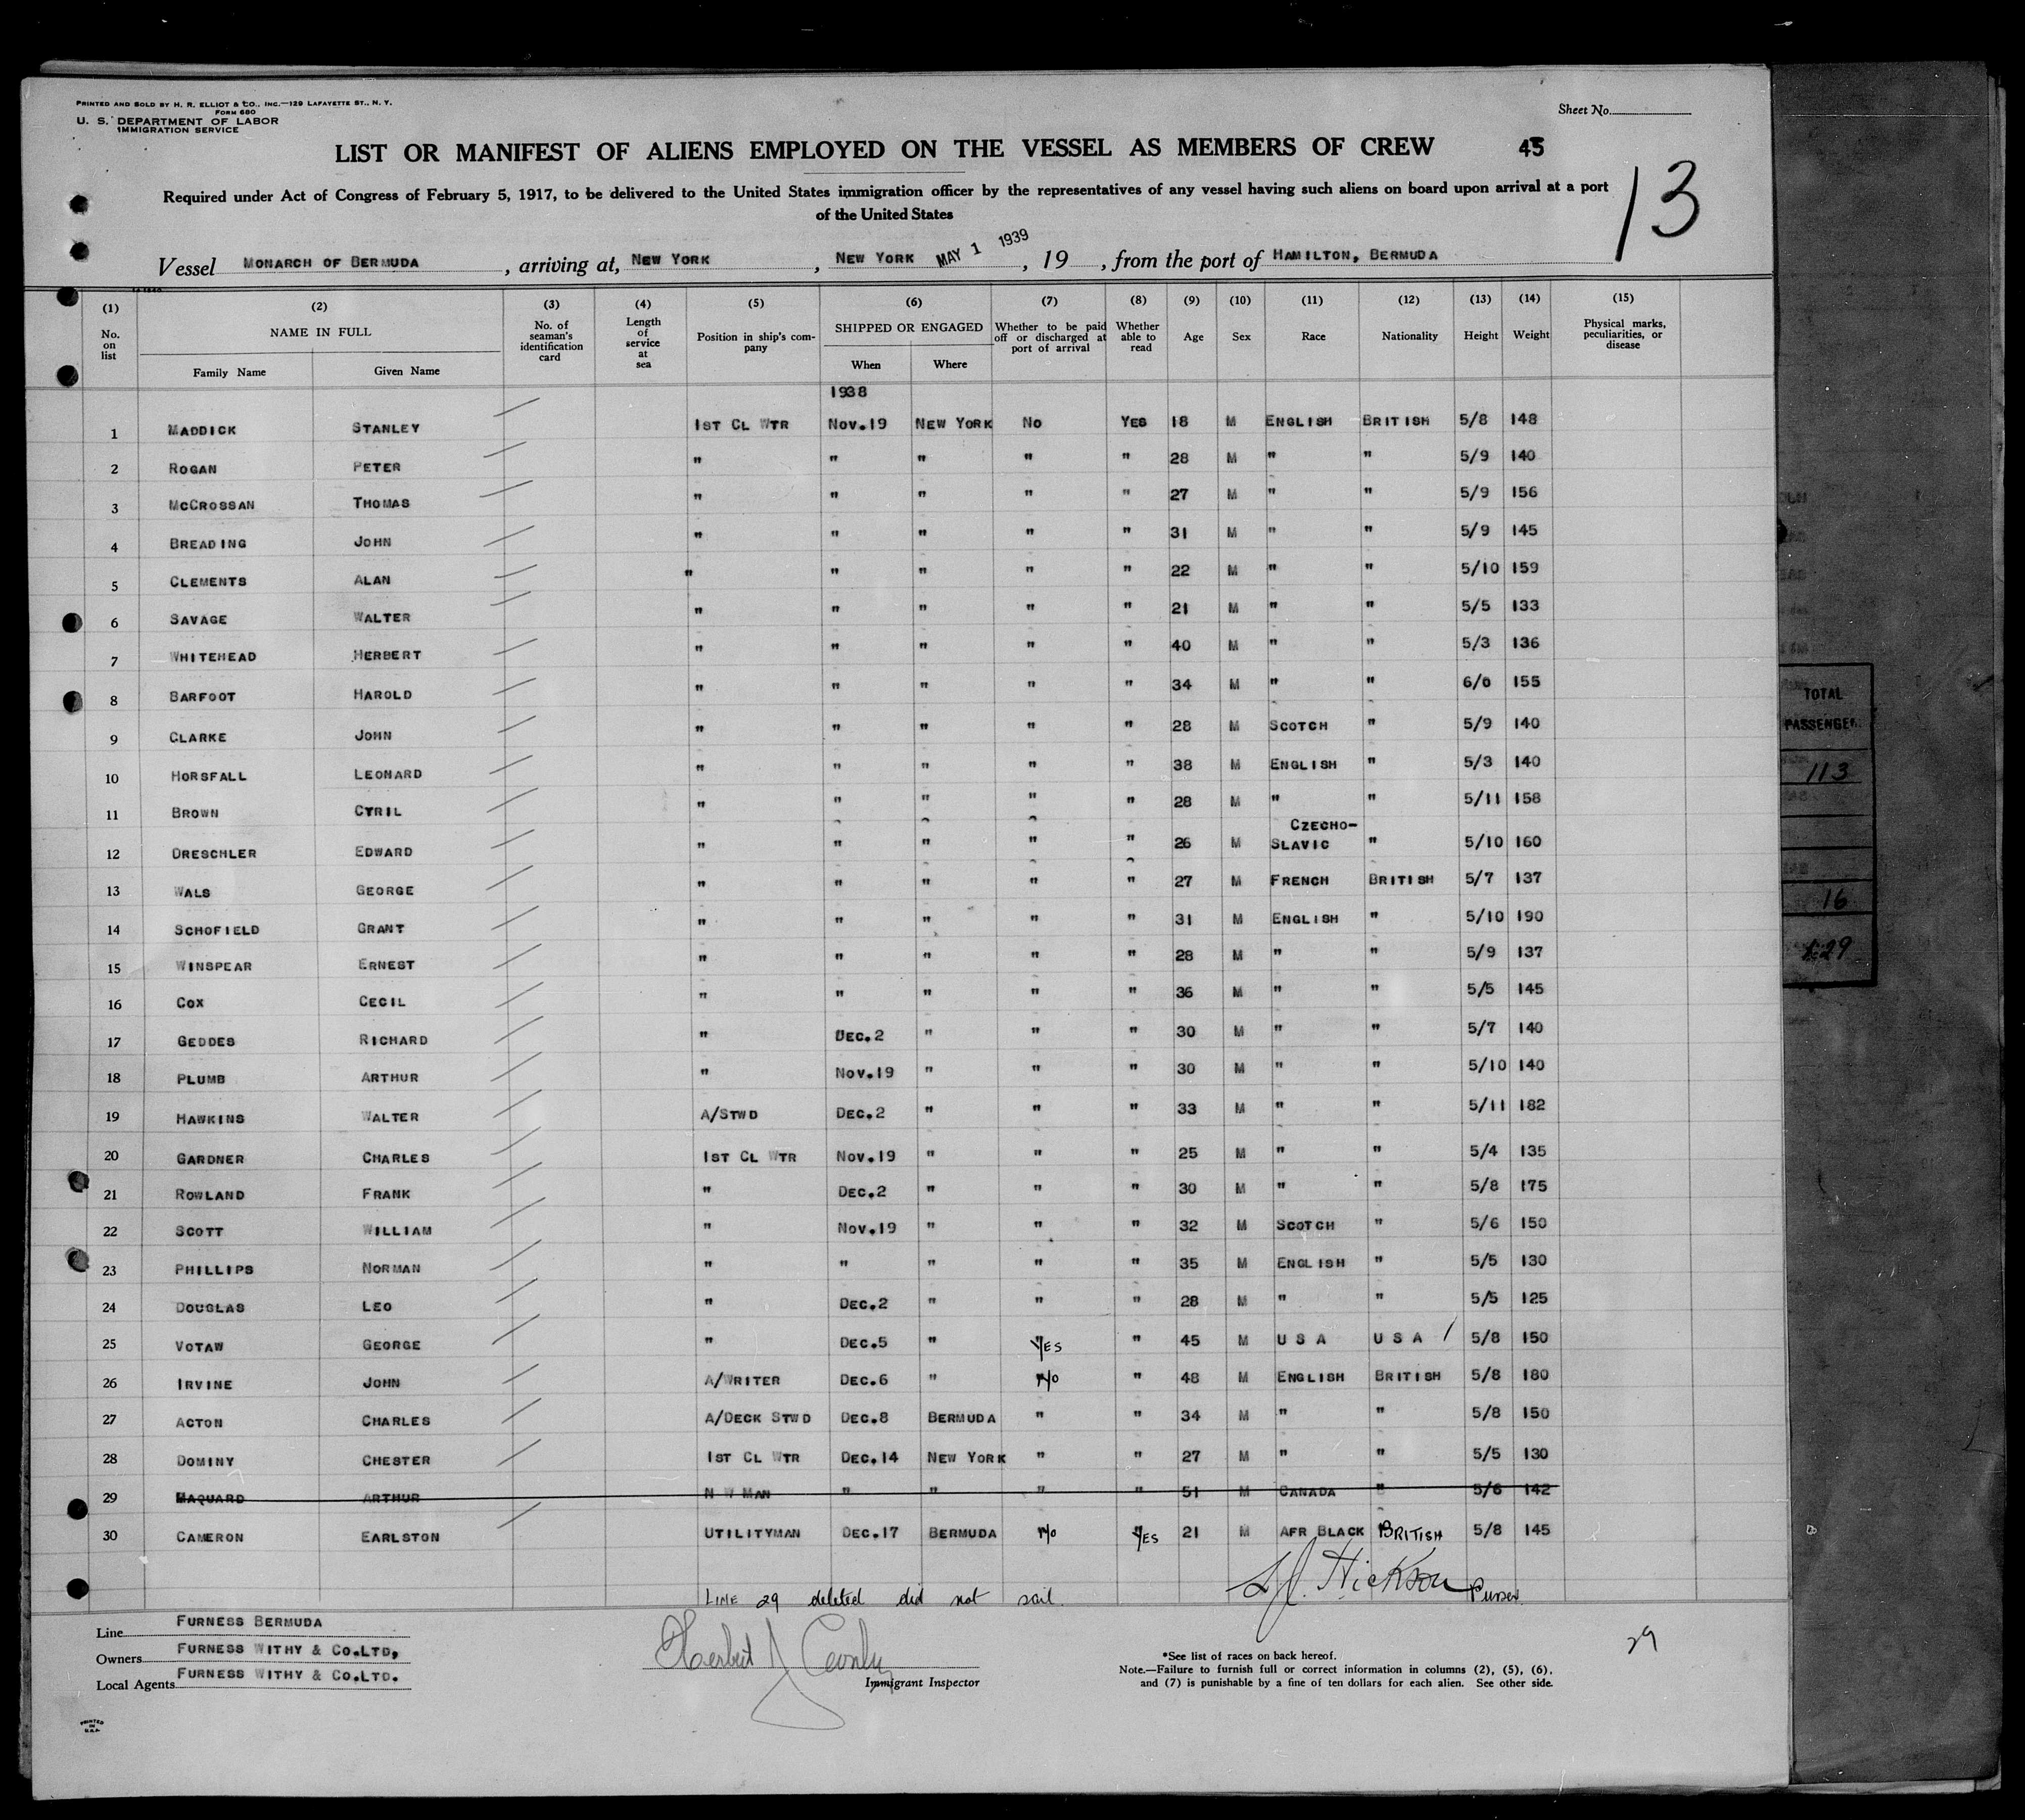 PRINTED AND SOLD BY H. R. ELLIOT & CO., INC.—129 LAFAYETTE ST., N. Y.
FORM 680
U. S. DEPARTMENT OF LABOR
IMMIGRATION SERVICE
Sheet No.
LIST OR MANIFEST OF ALIENS EMPLOYED ON THE VESSEL AS MEMBERS OF CREW 45
13
Required under Act of Congress of February 5, 1917, to be delivered to the United States immigration officer by the representatives of any vessel having such aliens on board upon arrival at a port
of the United States
Vessel MONARCH OF BERMUDA, arriving at, NEW YORK, NEW YORK MAY 1 1939, 19, from the port of HAMILTON, BERMUDA
(1) (2) (3) (4) (5) (6) (7) (8) (9) (10) (11) (12) (13) (14) (15)
No. on list NAME IN FULL Family Name Given Name No. of seaman's identification card Length of service at sea Position in ship's company SHIPPED OR ENGAGED When Where Whether to be paid off or discharged at port of arrival Whether able to read Age Sex Race Nationality Height Weight Physical marks, peculiarities, or disease
1938
1 MADDICK STANLEY 1ST CL WTR NOV.19 NEW YORK NO YES 18 M ENGLISH BRITISH 5/8 148
2 ROGAN PETER " " " " " 28 M " " 5/9 140
3 MCCROSSAN THOMAS " " " " " 27 M " " 5/9 156
4 BREADING JOHN " " " " " 31 M " " 5/9 145
5 CLEMENTS ALAN " " " " " 22 M " " 5/10 159
6 SAVAGE WALTER " " " " " 21 M " " 5/5 133
7 WHITEHEAD HERBERT " " " " " 40 M " " 5/3 136
8 BARFOOT HAROLD " " " " " 34 M " " 6/0 155
9 CLARKE JOHN " " " " " 28 M SCOTCH " 5/9 140
10 HORSFALL LEONARD " " " " " 38 M ENGLISH " 5/3 140
11 BROWN CYRIL " " " " " 28 M " " 5/11 158
12 DRESCHLER EDWARD " " " " " 26 M CZECHO-SLAVIC " 5/10 160
13 WALS GEORGE " " " " " 27 M FRENCH BRITISH 5/7 137
14 SCHOFIELD GRANT " " " " " 31 M ENGLISH " 5/10 190
15 WINSPEAR ERNEST " " " " " 28 M " " 5/9 137
16 COX CECIL " " " " " 36 M " " 5/5 145
17 GEDDES RICHARD " DEC.2 " " " 30 M " " 5/7 140
18 PLUMB ARTHUR " NOV.19 " " " 30 M " " 5/10 140
19 HAWKINS WALTER A/STWD DEC.2 " " " 33 M " " 5/11 182
20 GARDNER CHARLES 1ST CL WTR NOV.19 " " " 25 M " " 5/4 135
21 ROWLAND FRANK " DEC.2 " " " 30 M " " 5/8 175
22 SCOTT WILLIAM " NOV.19 " " " 32 M SCOTCH " 5/6 150
23 PHILLIPS NORMAN " " " " " 35 M ENGLISH " 5/5 130
24 DOUGLAS LEO " DEC.2 " " " 28 M " " 5/5 125
25 VOTAW GEORGE " DEC.5 " YES " 45 M U S A U S A 5/8 150
26 IRVINE JOHN A/WRITER DEC.6 " NO " 48 M ENGLISH BRITISH 5/8 180
27 ACTON CHARLES A/DECK STWD DEC.8 BERMUDA " " 34 M " " 5/8 150
28 DOMINY CHESTER 1ST CL WTR DEC.14 NEW YORK " " 27 M " " 5/5 130
29 MAQUARD ARTHUR N W MAN " " " " 51 M CANADA " 5/6 142
30 CAMERON EARLSTON UTILITYMAN DEC.17 BERMUDA NO YES 21 M AFR BLACK BRITISH 5/8 145
LINE 29 deleted did not sail. Hickson Purser
Line FURNESS BERMUDA
Owners FURNESS WITHY & CO.LTD,
Local Agents FURNESS WITHY & CO.LTD.
Herbert J
Immigrant Inspector
*See list of races on back hereof.
Note.—Failure to furnish full or correct information in columns (2), (5), (6),
and (7) is punishable by a fine of ten dollars for each alien. See other side.
29
PRINTED IN U.S.A.
TOTAL
PASSENGER
113
16
129